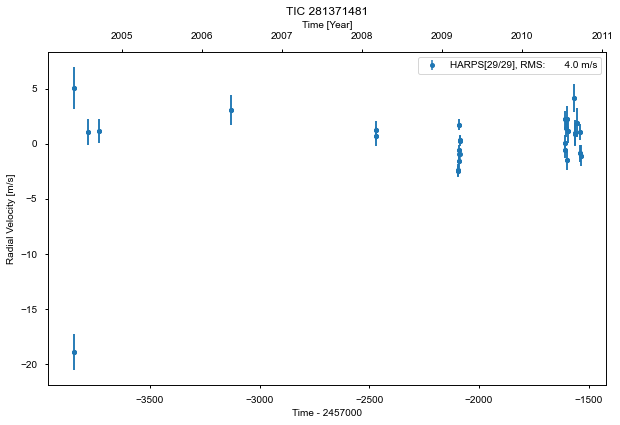 TIC 281371481
Time [Year]
2005 2006 2007 2008 2009 2010 2011
HARPS[29/29], RMS: 4.0 m/s
Radial Velocity [m/s]
5
0
−5
−10
−15
−20
−3500 −3000 −2500 −2000 −1500
Time - 2457000